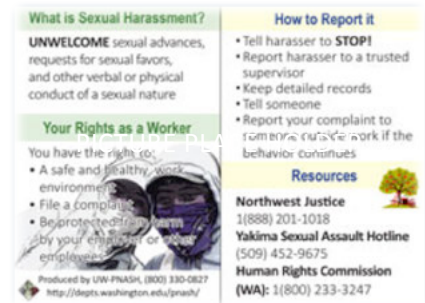 What is Sexual Harassment?
UNWELCOME sexual advances,
requests for sexual favors,
and other verbal or physical
conduct of a sexual nature
Your Rights as a Worker
You have the right to:
• A safe and healthy work
environment
• File a complaint
• Be protected from harm
by your employer or other
employees
Produced by UW-PNASH, (800) 330-0827
http://depts.washington.edu/pnash/
How to Report it
• Tell harasser to STOP!
• Report harasser to a trusted
supervisor
• Keep detailed records
• Tell someone
• Report your complaint to
someone outside work if the
behavior continues
Resources
Northwest Justice
1(888) 201-1018
Yakima Sexual Assault Hotline
(509) 452-9675
Human Rights Commission
(WA): 1(800) 233-3247
PICTURE PLACEHOLDER